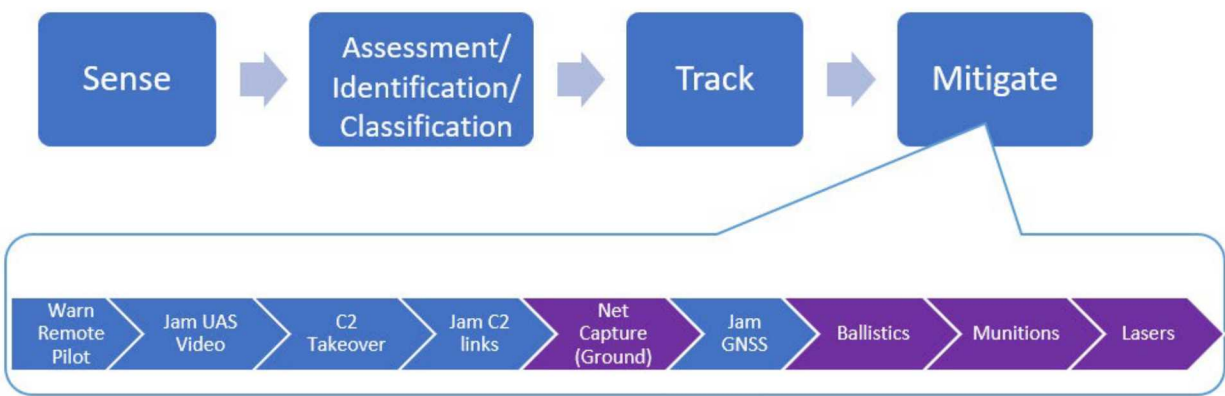 Sense
Assessment/
Identification/
Classification
Track
Mitigate
Warn
Remote
Pilot
Jam UAS
Video
C2
Takeover
Jam C2
links
Net
Capture
(Ground)
Jam
GNSS
Ballistics
Munitions
Lasers